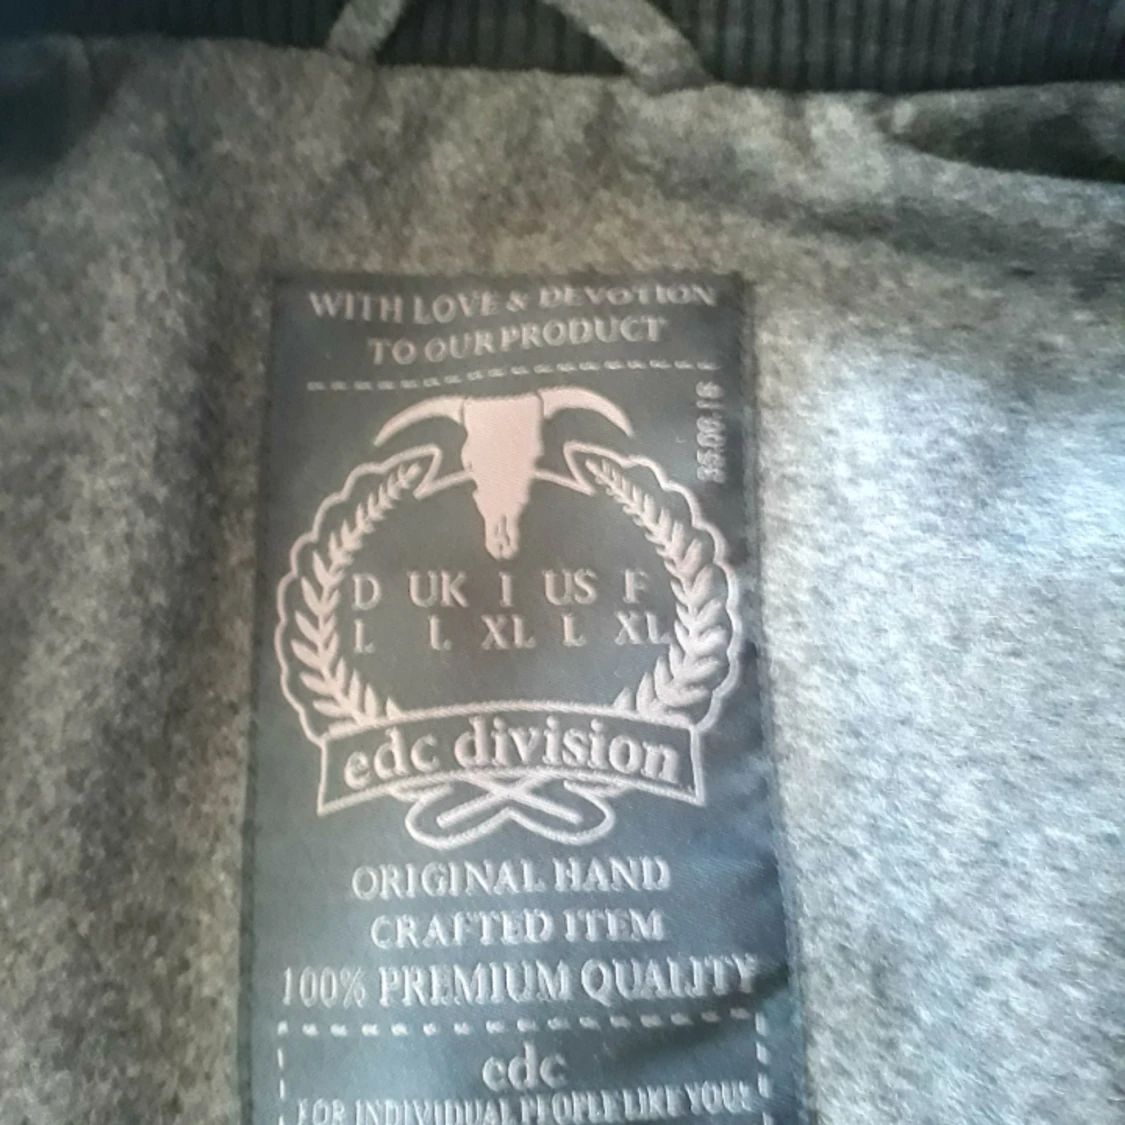 WITH LOVE & DEVOTION
TO OUR PRODUCT
D UK I US F
L L XL L XL
edc division
ORIGINAL HAND
CRAFTED ITEM
100% PREMIUM QUALITY
edc
FOR INDIVIDUAL PEOPLE LIKE YOU!